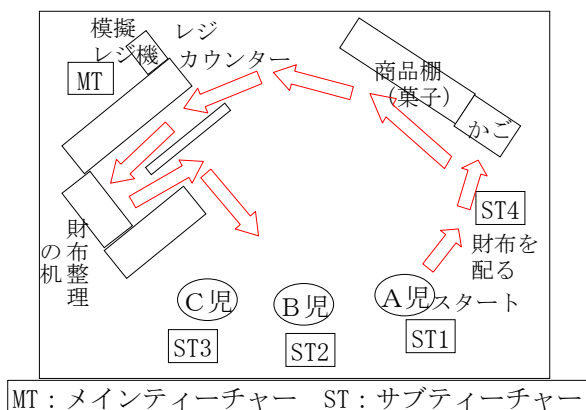 模擬
レジ機
レジ
カウンター
MT
商品棚
（菓子）
かご
ST4
財布を
配る
財布整理
の机
C児
B児
A児
スタート
ST3
ST2
ST1
MT：メインティーチャー　ST：サブティーチャー